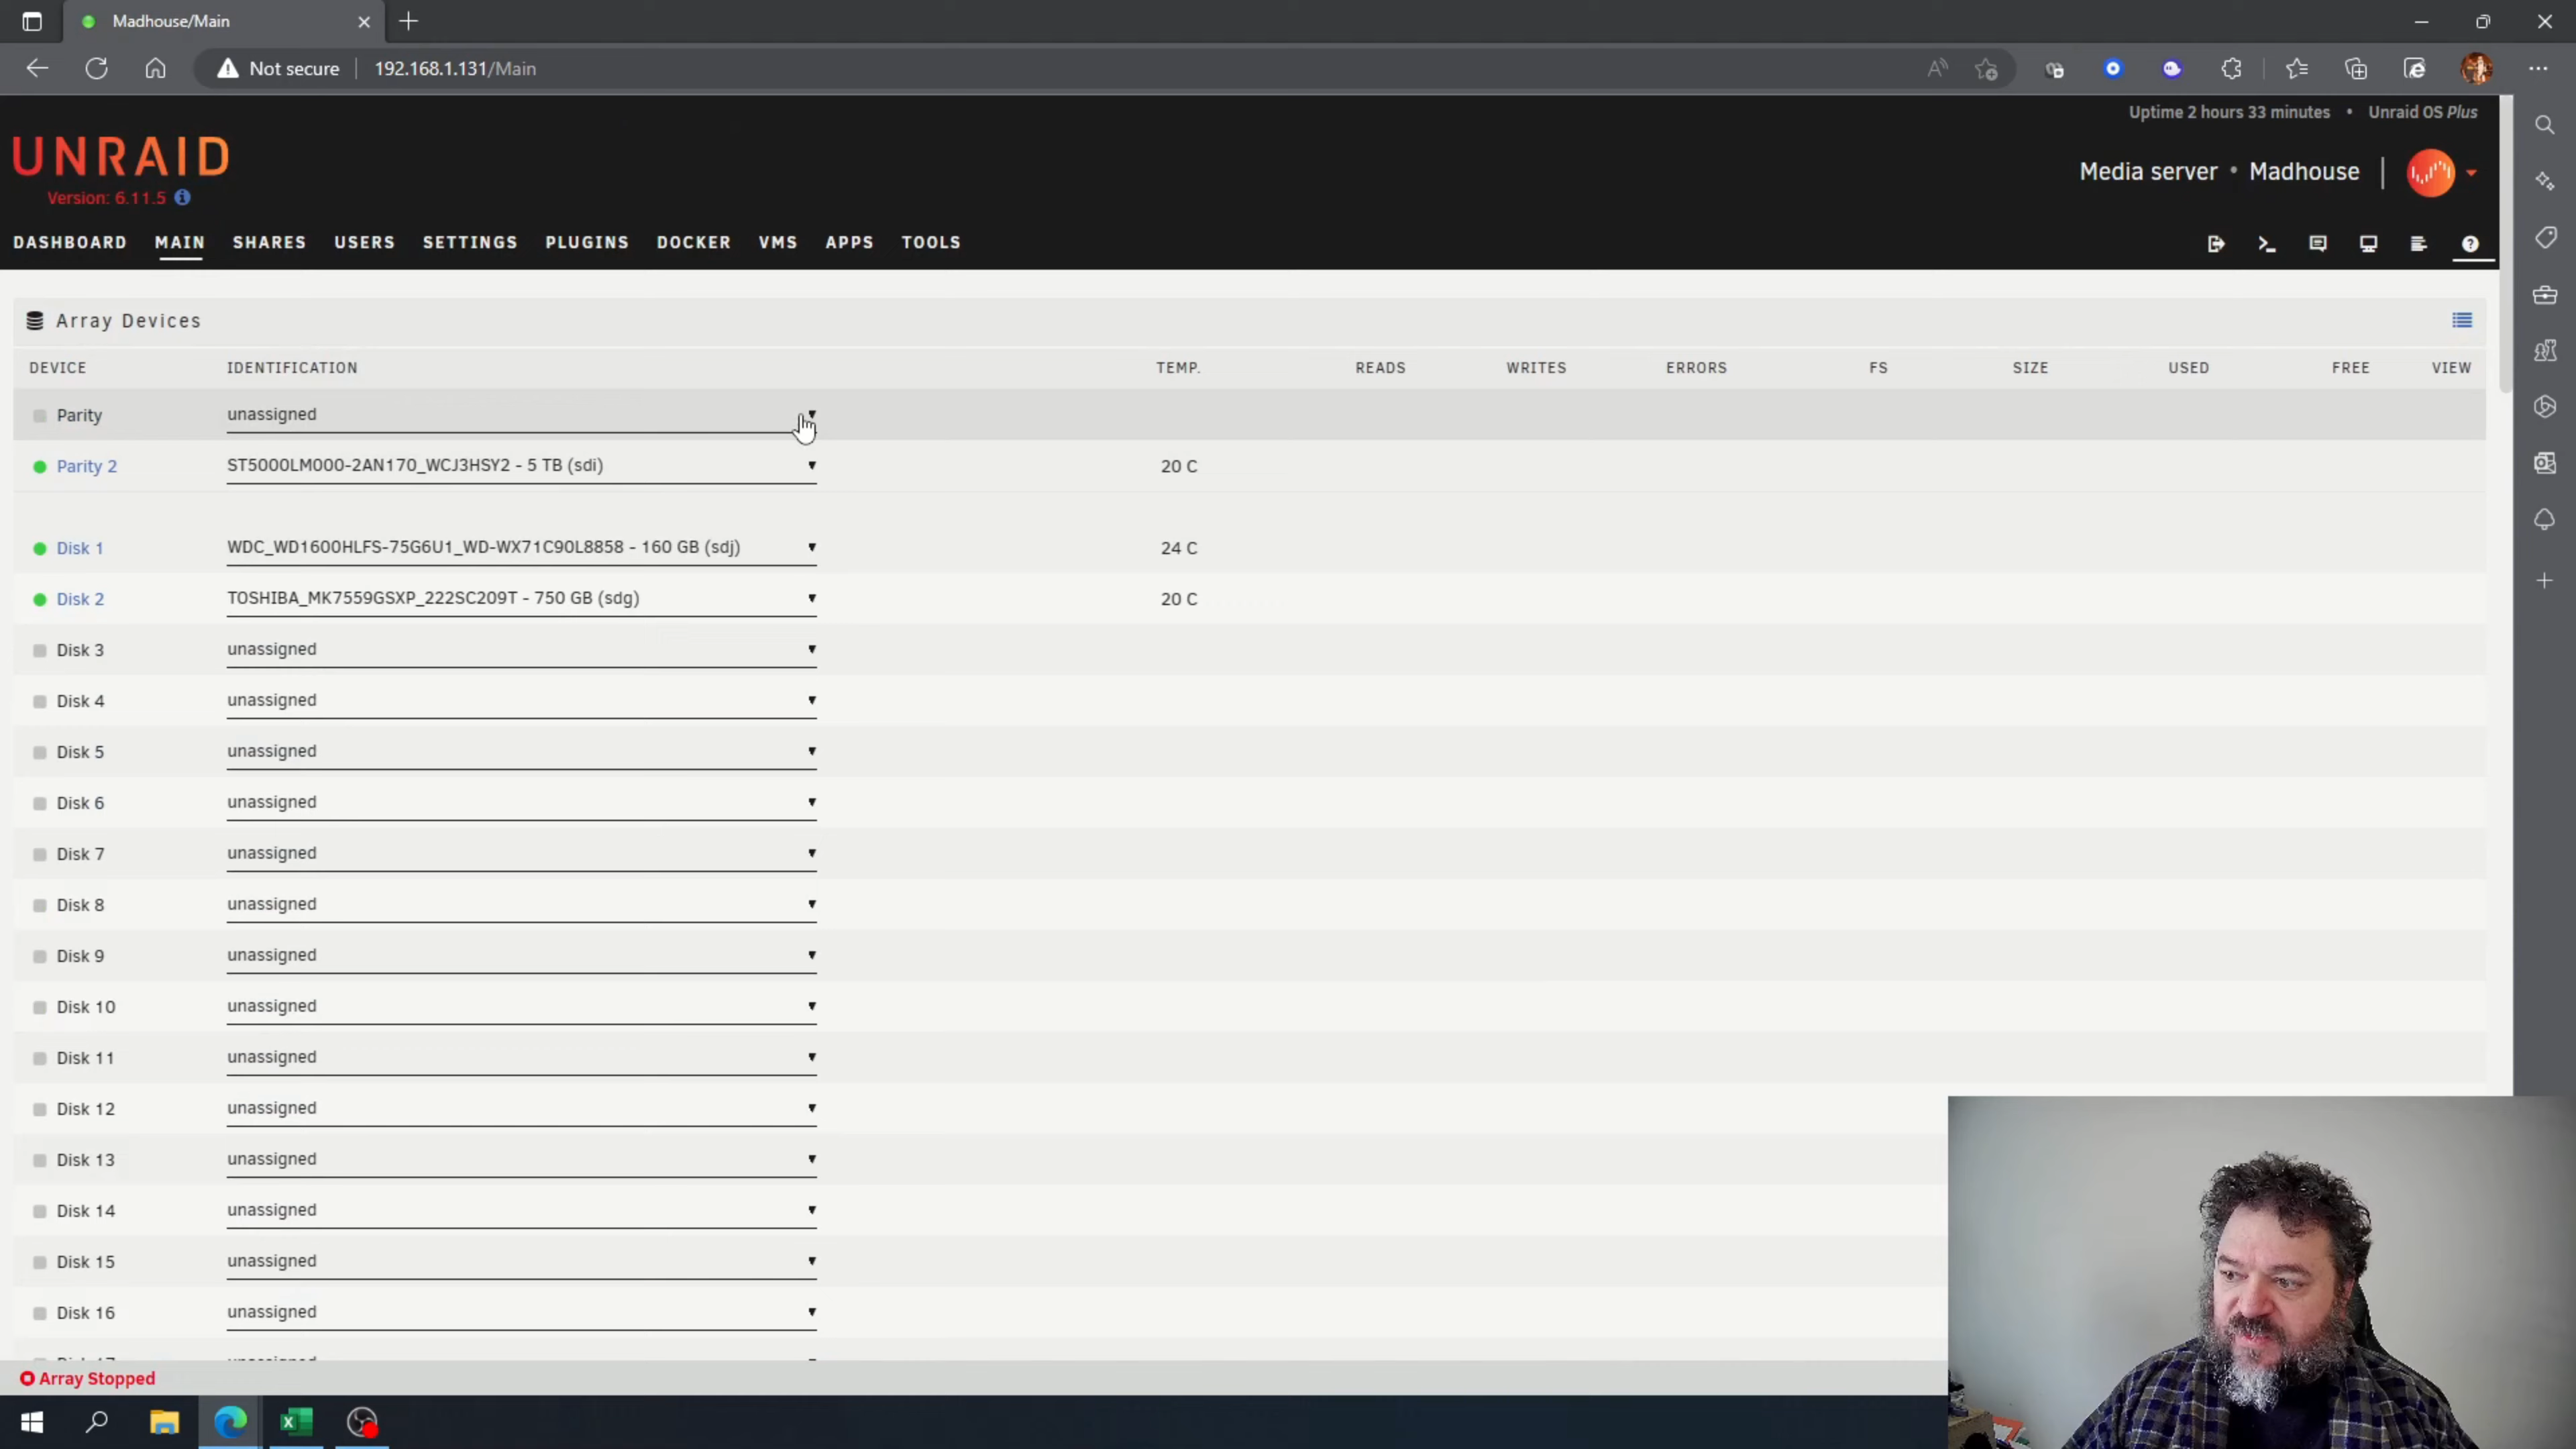 Madhouse/Main
Not secure 192.168.1.131/Main
Uptime 2 hours 33 minutes • Unraid OS Plus
UNRAID
Version: 6.11.5
Media server • Madhouse
DASHBOARD MAIN SHARES USERS SETTINGS PLUGINS DOCKER VMS APPS TOOLS
Array Devices
DEVICE IDENTIFICATION TEMP. READS WRITES ERRORS FS SIZE USED FREE VIEW
Parity unassigned
Parity 2 ST5000LM000-2AN170_WCJ3HSY2 - 5 TB (sdi) 20 C
Disk 1 WDC_WD1600HLFS-75G6U1_WD-WX71C90L8858 - 160 GB (sdj) 24 C
Disk 2 TOSHIBA_MK7559GSXP_222SC209T - 750 GB (sdg) 20 C
Disk 3 unassigned
Disk 4 unassigned
Disk 5 unassigned
Disk 6 unassigned
Disk 7 unassigned
Disk 8 unassigned
Disk 9 unassigned
Disk 10 unassigned
Disk 11 unassigned
Disk 12 unassigned
Disk 13 unassigned
Disk 14 unassigned
Disk 15 unassigned
Disk 16 unassigned
Array Stopped